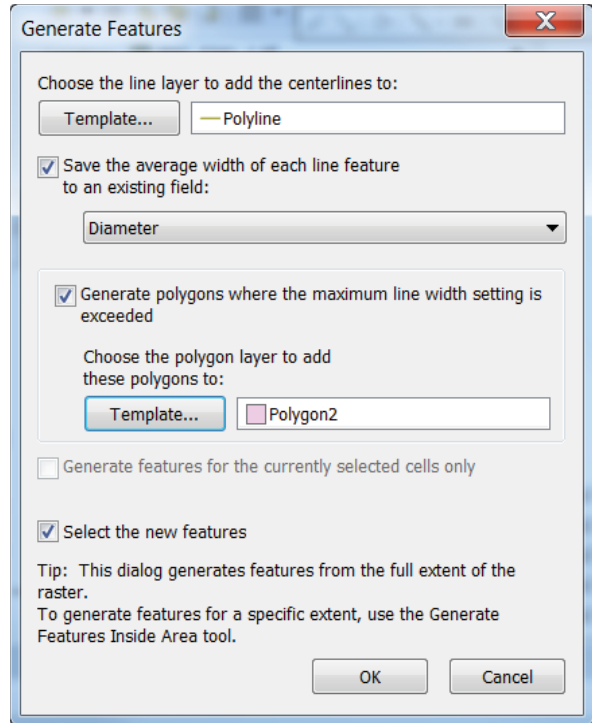 Generate Features
Choose the line layer to add the centerlines to:
Template... Polyline
Save the average width of each line feature
to an existing field:
Diameter
Generate polygons where the maximum line width setting is
exceeded
Choose the polygon layer to add
these polygons to:
Template... Polygon2
Generate features for the currently selected cells only
Select the new features
Tip: This dialog generates features from the full extent of the
raster.
To generate features for a specific extent, use the Generate
Features Inside Area tool.
OK Cancel